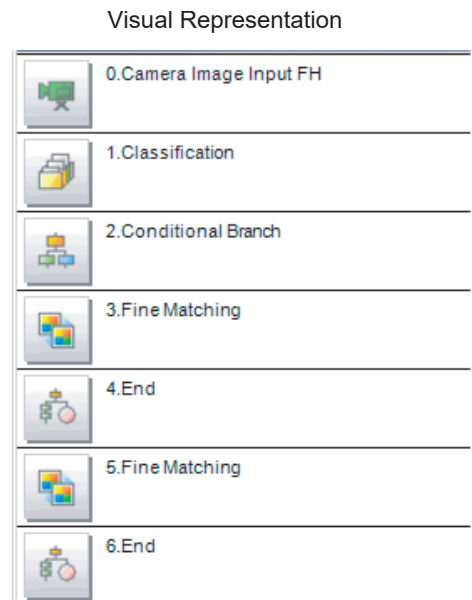 Visual Representation
0.Camera Image Input FH
1.Classification
2.Conditional Branch
3.Fine Matching
4.End
5.Fine Matching
6.End